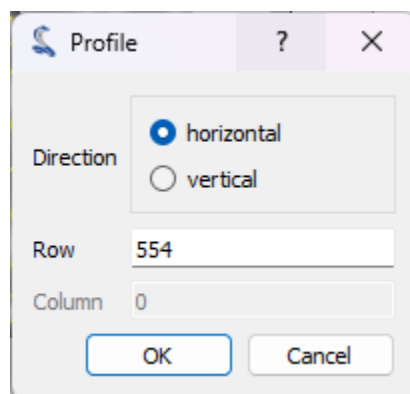 Profile ?
horizontal
Direction
vertical
Row 554
Column 0
OK Cancel